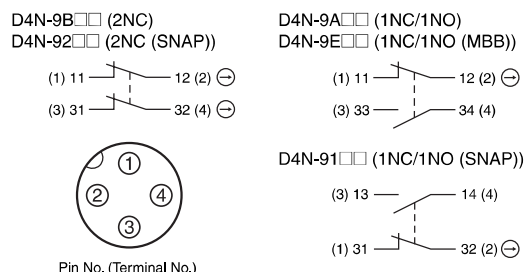 D4N-9B□□ (2NC)
D4N-92□□ (2NC (SNAP))
(1) 11 12 (2)
(3) 31 32 (4)
1
2 4
3
Pin No. (Terminal No.)
D4N-9A□□ (1NC/1NO)
D4N-9E□□ (1NC/1NO (MBB))
(1) 11 12 (2)
(3) 33 34 (4)
D4N-91□□ (1NC/1NO (SNAP))
(3) 13 14 (4)
(1) 31 32 (2)